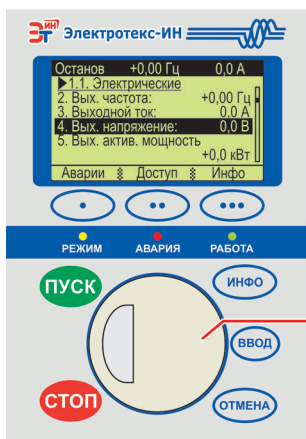 ЭТ ИН Электротекс-ИН
Останов +0,00 Гц 0,0 А
▶1.1. Электрические
2. Вых. частота: +0,00 Гц
3. Выходной ток: 0,0 А
4. Вых. напряжение: 0,0 В
5. Вых. актив. мощность
+0,0 кВт
Аварии Доступ Инфо
РЕЖИМ АВАРИЯ РАБОТА
ПУСК
ИНФО
ВВОД
СТОП
ОТМЕНА